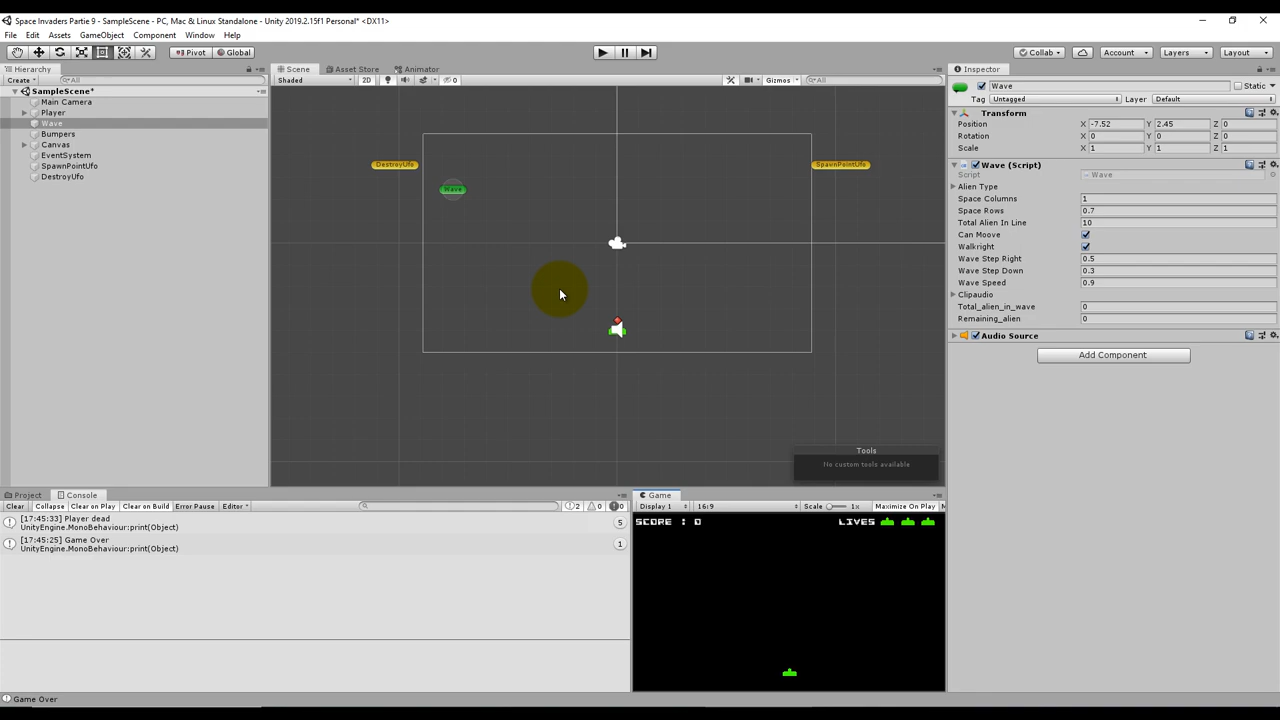 Space Invaders Partie 9 - SampleScene - PC, Mac & Linux Standalone - Unity 2019.2.15f1 Personal* <DX11>
File Edit Assets GameObject Component Window Help
Pivot Global Collab Account Layers Layout
Hierarchy
Create All
SampleScene*
Main Camera
Player
Wave
Bumpers
Canvas
EventSystem
SpawnPointUfo
DestroyUfo
Scene Asset Store Animator
Shaded 2D 0 Gizmos All
DestroyUfo
SpawnPointUfo
Wave
Tools
No custom tools available
Inspector
Wave Static
Tag Untagged Layer Default
Transform
Position X -7.52 Y 2.45 Z 0
Rotation X 0 Y 0 Z 0
Scale X 1 Y 1 Z 1
Wave (Script)
Script Wave
Alien Type
Space Columns 1
Space Rows 0.7
Total Alien In Line 10
Can Moove
Walkright
Wave Step Right 0.5
Wave Step Down 0.3
Wave Speed 0.9
Clipaudio
Total_alien_in_wave 0
Remaining_alien 0
Audio Source
Add Component
Project Console
Clear Collapse Clear on Play Clear on Build Error Pause Editor 2 0 0
[17:45:33] Player dead
UnityEngine.MonoBehaviour:print(Object)
5
[17:45:25] Game Over
UnityEngine.MonoBehaviour:print(Object)
1
Game
Display 1 16:9 Scale 1x Maximize On Play M
SCORE : 0 LIVES
Game Over